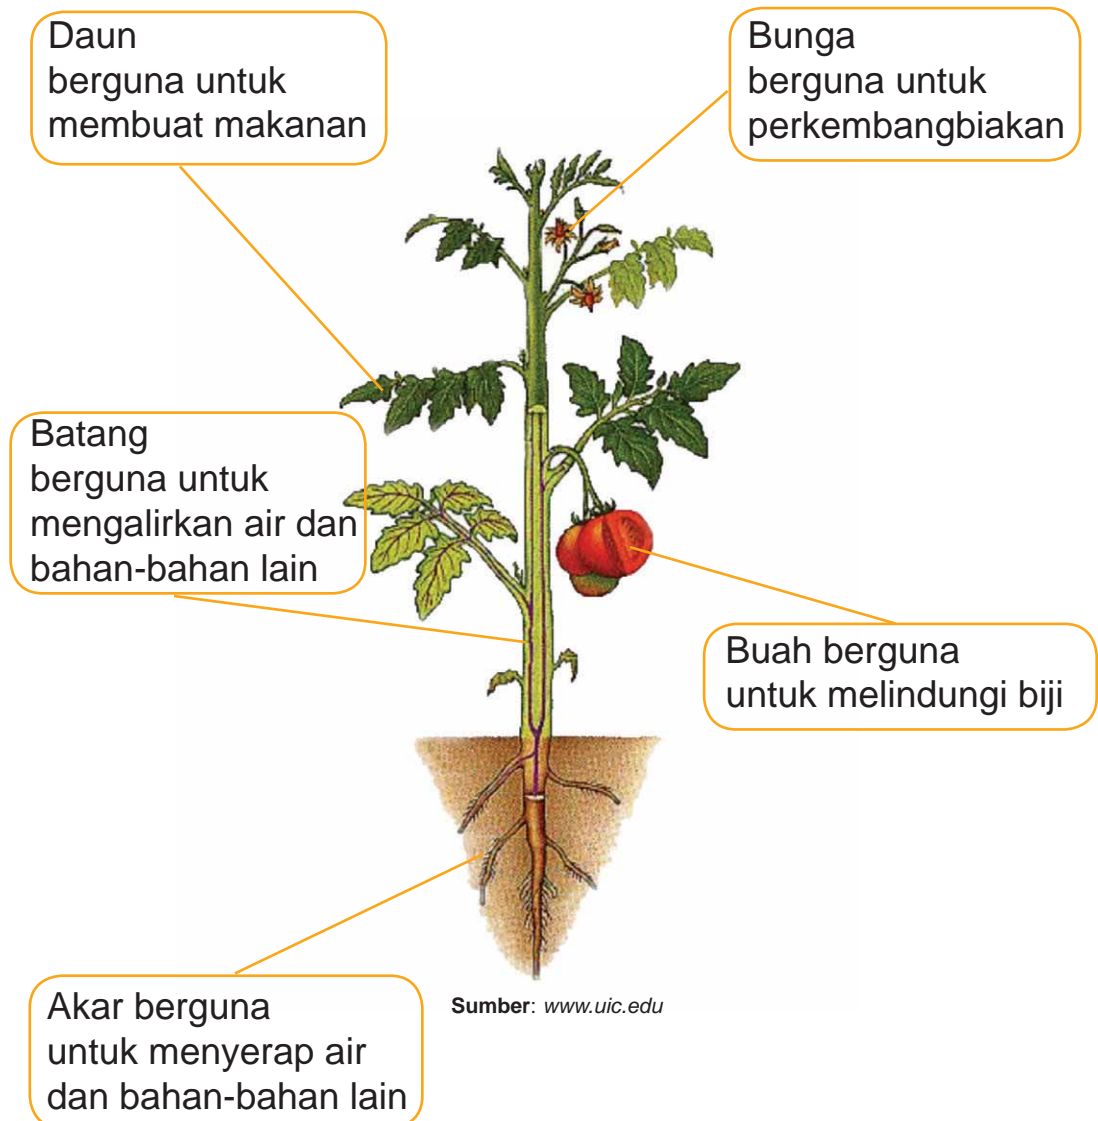 Daun
berguna untuk
membuat makanan
Bunga
berguna untuk
perkembangbiakan
Batang
berguna untuk
mengalirkan air dan
bahan-bahan lain
Buah berguna
untuk melindungi biji
Akar berguna
untuk menyerap air
dan bahan-bahan lain
Sumber: www.uic.edu